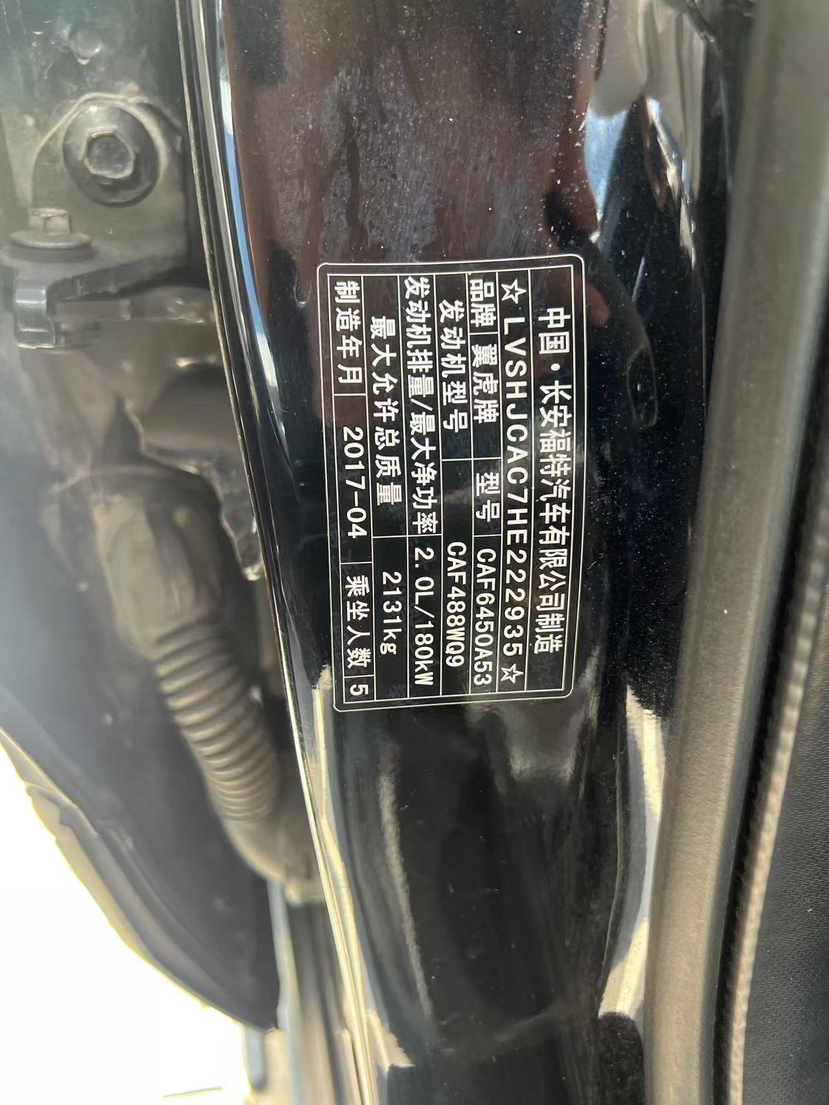 中国·长安福特汽车有限公司制造
☆LVSHJCAC7HE222935☆
品牌 翼虎牌 型号 CAF6450A53
发动机型号 CAF488WQ9
发动机排量/最大净功率 2.0L/180kW
最大允许总质量 2131kg
制造年月 2017-04 乘坐人数 5